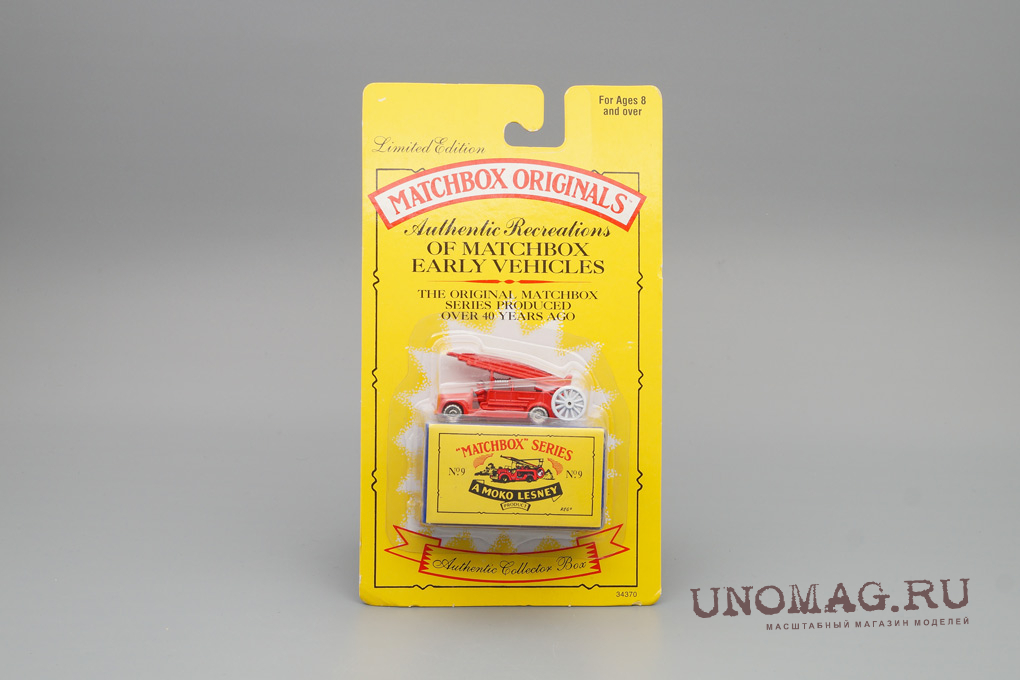 For Ages 8
and over
Limited Edition
MATCHBOX ORIGINALS™
Authentic Recreations
OF MATCHBOX
EARLY VEHICLES
THE ORIGINAL MATCHBOX
SERIES PRODUCED
OVER 40 YEARS AGO
"MATCHBOX" SERIES
No9 No9
A MOKO LESNEY
PRODUCT
REGD
Authentic Collector Box
34370
UNOMAG.RU
МАСШТАБНЫЙ МАГАЗИН МОДЕЛЕЙ